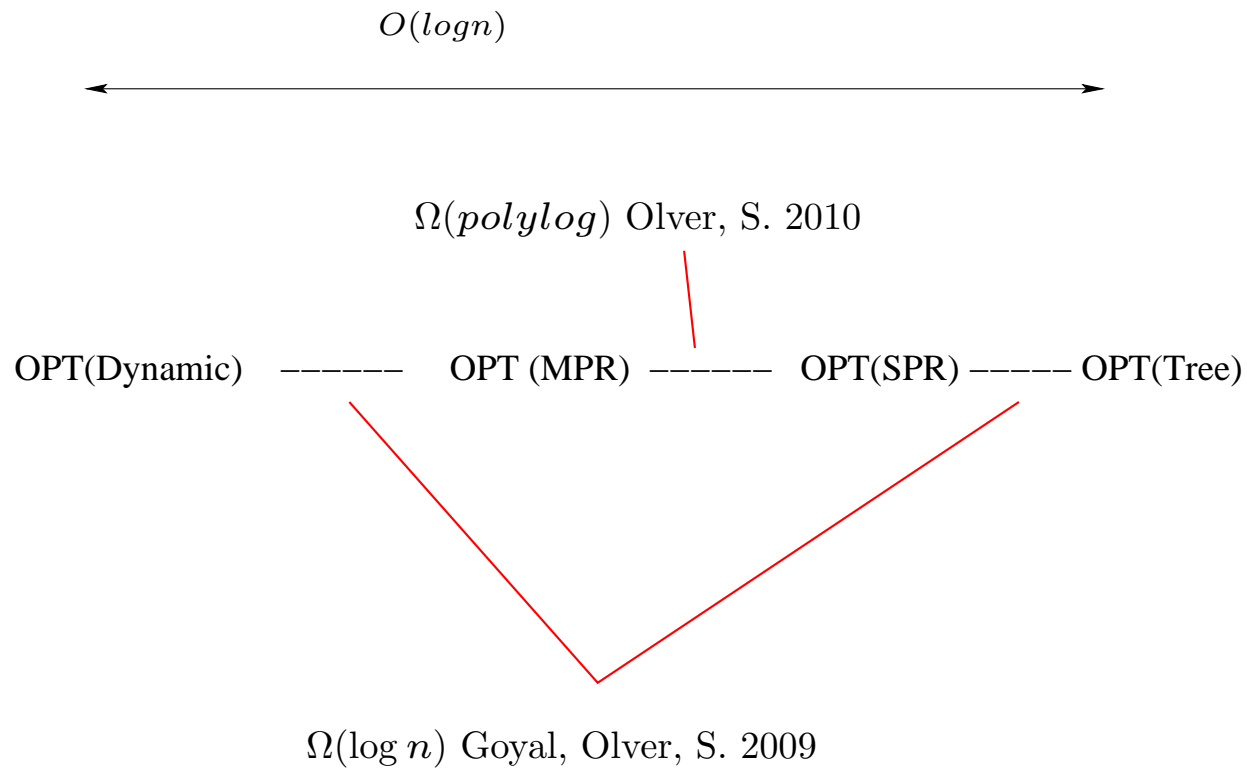 O(logn)
Ω(polylog) Olver, S. 2010
OPT(Dynamic) −−−−−− OPT (MPR) −−−−−− OPT(SPR) −−−−− OPT(Tree)
Ω(log n) Goyal, Olver, S. 2009